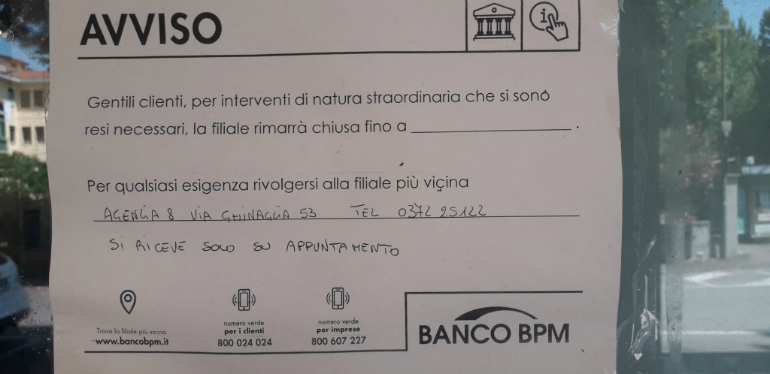 AVVISO
Gentili clienti, per interventi di natura straordinaria che si sono
resi necessari, la filiale rimarrà chiusa fino a ____________________ .
Per qualsiasi esigenza rivolgersi alla filiale più vicina
AGENZIA 8 VIA GHINAGLIA 53 TEL 0372 25122
SI RICEVE SOLO SU APPUNTAMENTO
Trova la filiale più vicina
www.bancobpm.it
numero verde
per i clienti
800 024 024
numero verde
per imprese
800 607 227
BANCO BPM